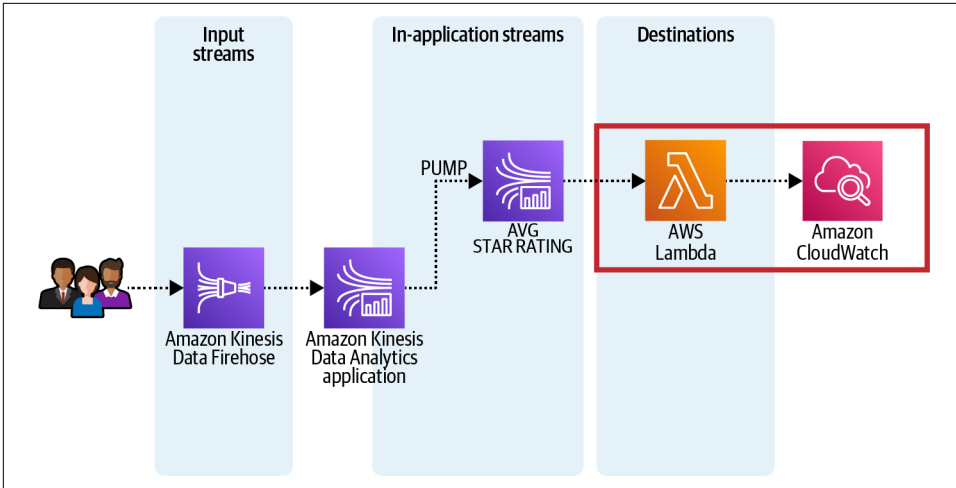 Input
streams
In-application streams
Destinations
PUMP
AVG
STAR RATING
AWS
Lambda
Amazon
CloudWatch
Amazon Kinesis
Data Firehose
Amazon Kinesis
Data Analytics
application